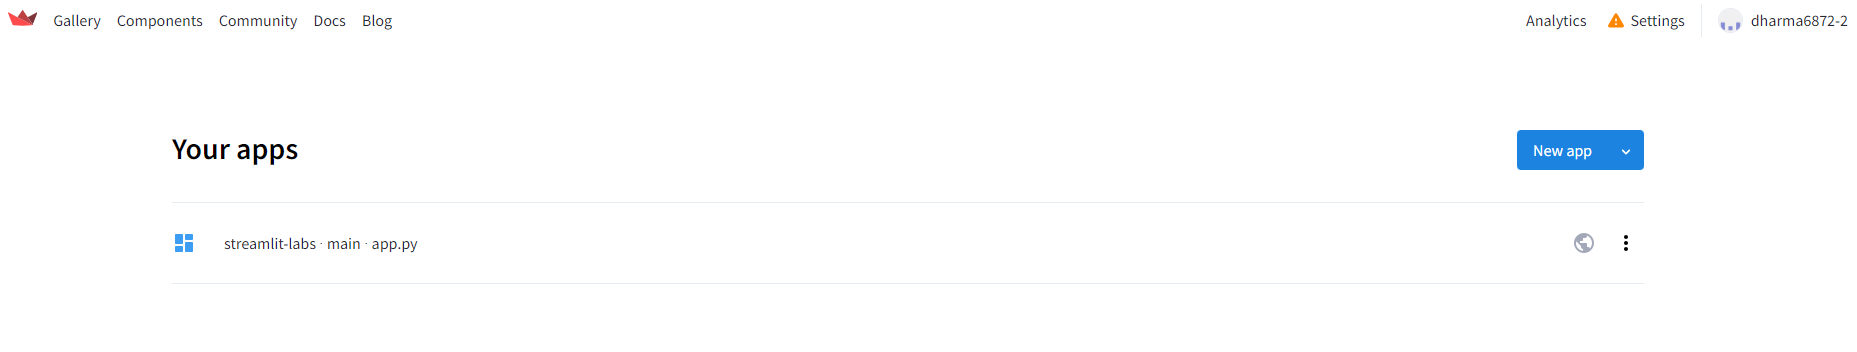 Gallery Components Community Docs Blog Analytics Settings dharma6872-2
Your apps New app
streamlit-labs · main · app.py